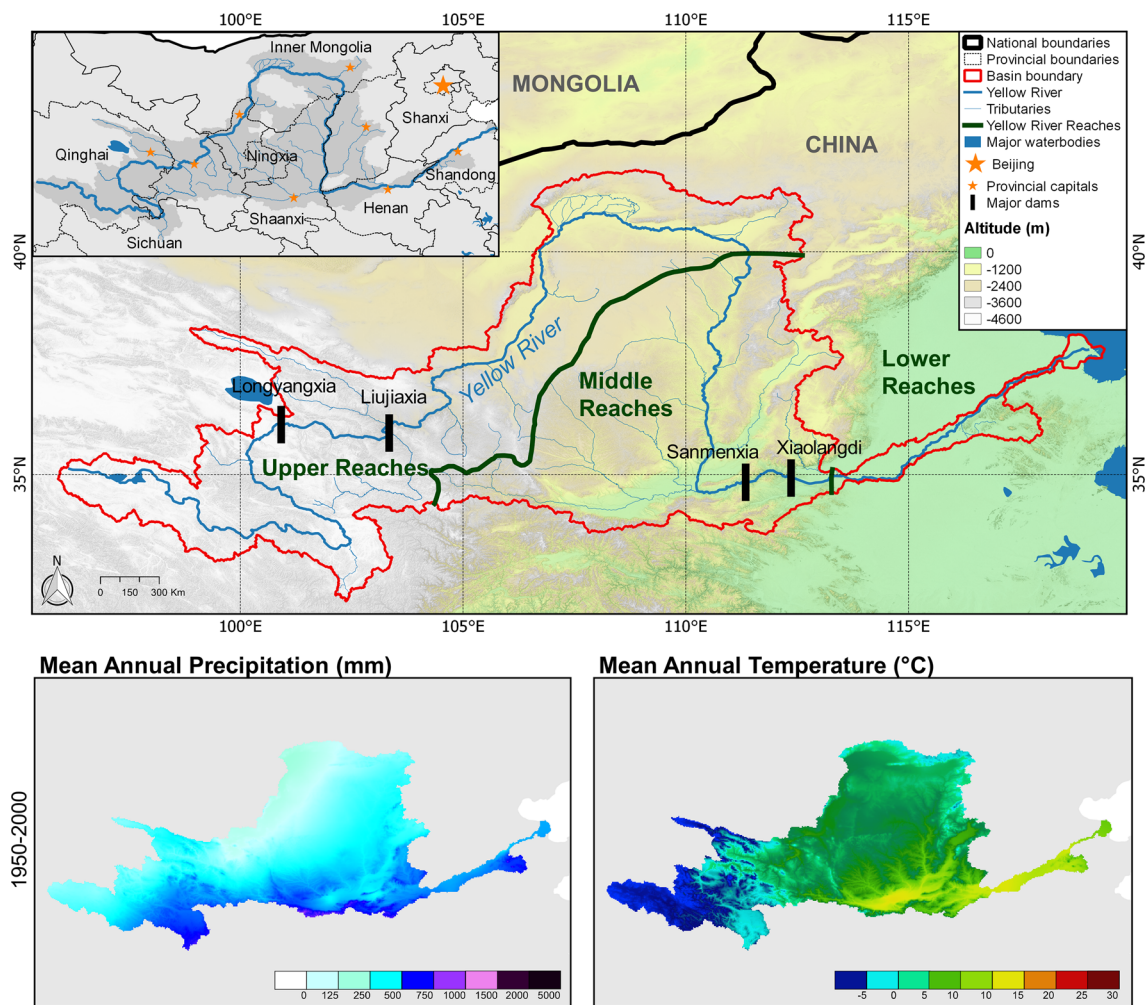 100°E
105°E
110°E
115°E
Inner Mongolia
Shanxi
Qinghai
Ningxia
Shandong
Shaanxi
Henan
Sichuan
MONGOLIA
CHINA
National boundaries
Provincial boundaries
Basin boundary
Yellow River
Tributaries
Yellow River Reaches
Major waterbodies
Beijing
Provincial capitals
Major dams
Altitude (m)
0
-1200
-2400
-3600
-4600
40°N
40°N
Yellow River
Longyangxia
Liujiaxia
Middle
Reaches
Lower
Reaches
Sanmenxia
Xiaolangdi
Upper Reaches
35°N
35°N
N
0 150 300 Km
100°E
105°E
110°E
115°E
Mean Annual Precipitation (mm)
Mean Annual Temperature (°C)
1950-2000
0 125 250 500 750 1000 1500 2000 5000
-5 0 5 10 10 15 20 25 30